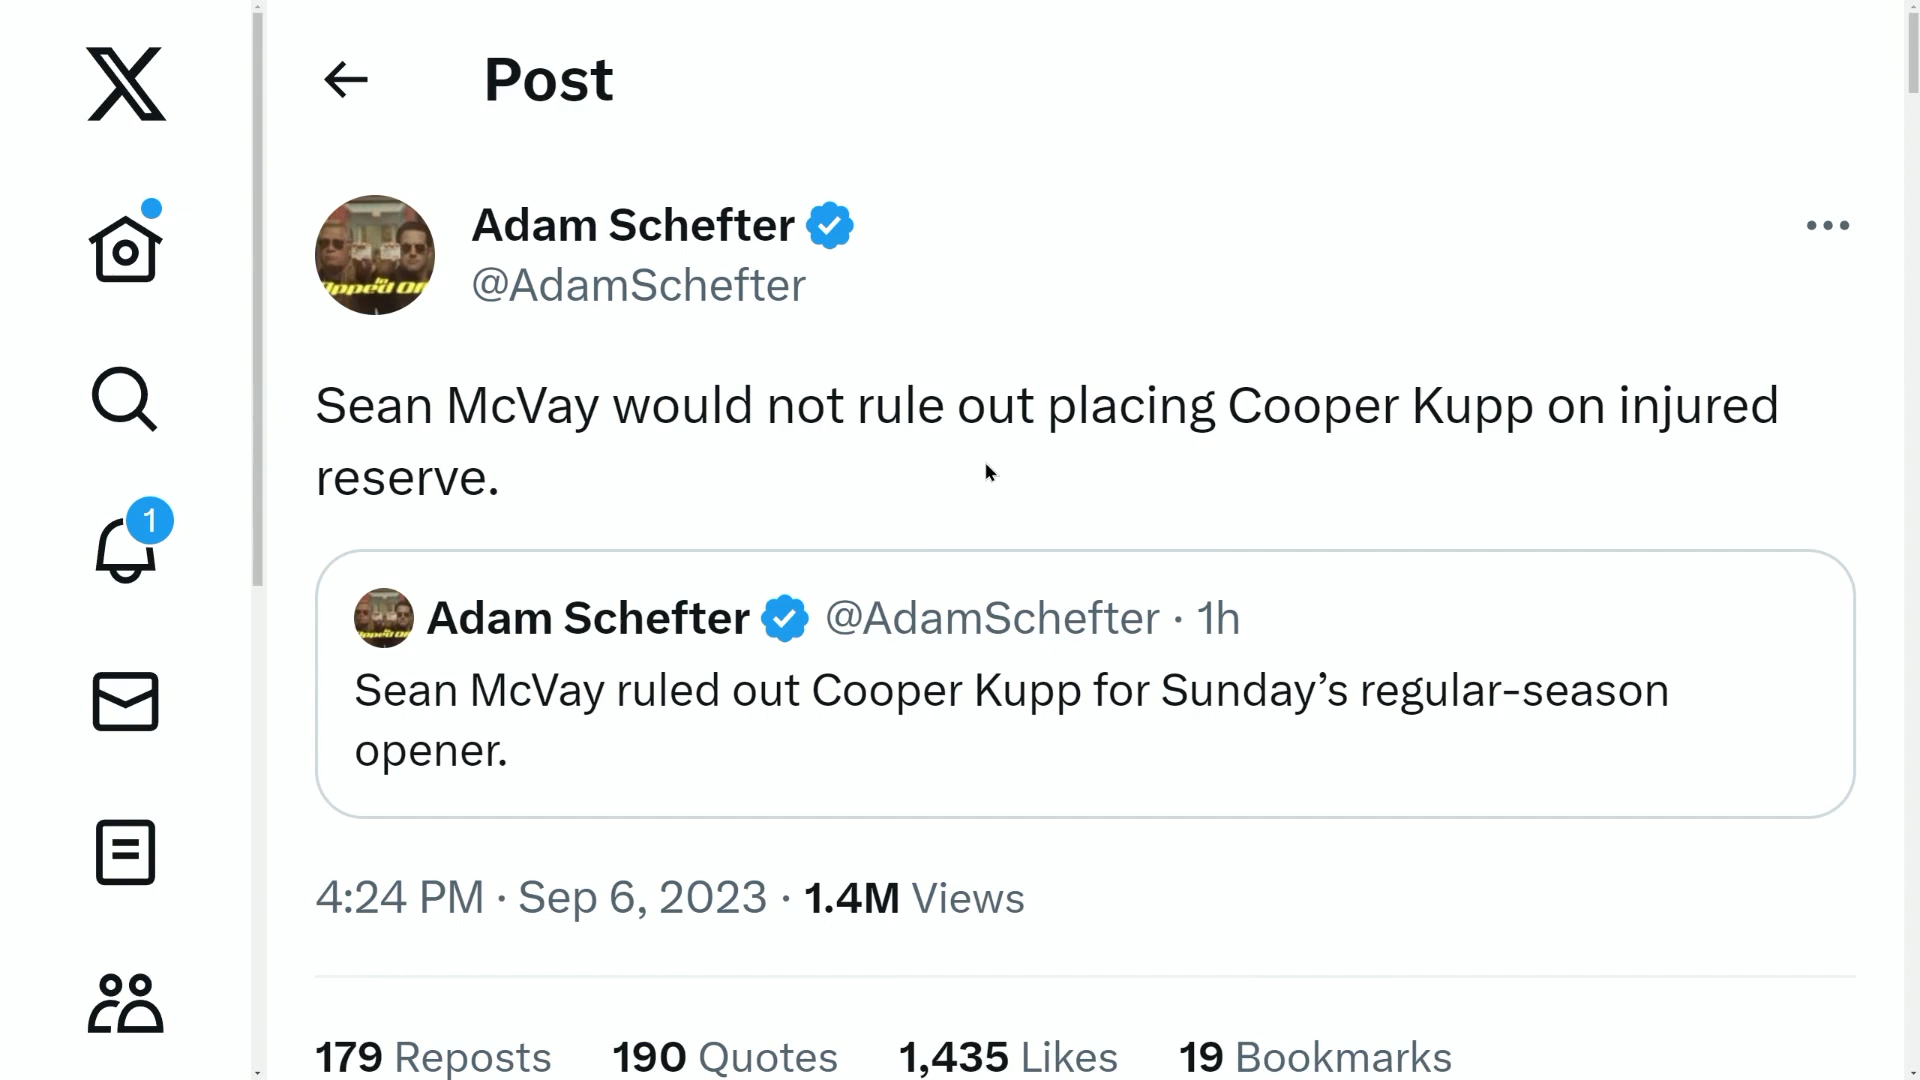 Post
Adam Schefter
@AdamSchefter
Sean McVay would not rule out placing Cooper Kupp on injured
reserve.
1
Adam Schefter @AdamSchefter · 1h
Sean McVay ruled out Cooper Kupp for Sunday’s regular-season
opener.
4:24 PM · Sep 6, 2023 · 1.4M Views
179 Reposts 190 Quotes 1,435 Likes 19 Bookmarks